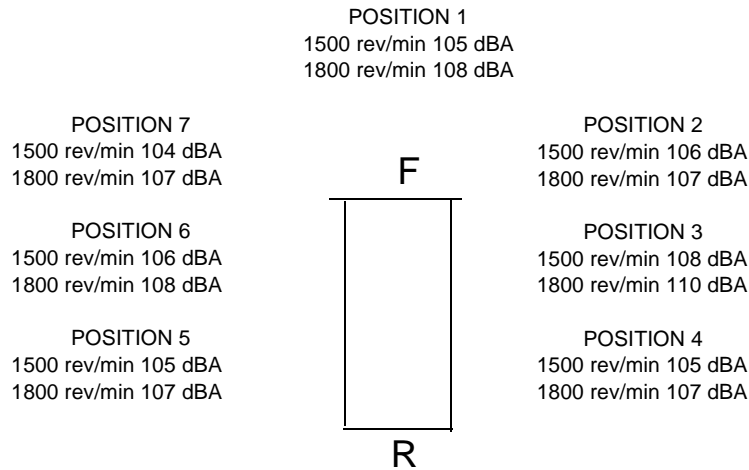 POSITION 1
1500 rev/min 105 dBA
1800 rev/min 108 dBA
POSITION 7
1500 rev/min 104 dBA
1800 rev/min 107 dBA
POSITION 2
1500 rev/min 106 dBA
1800 rev/min 107 dBA
F
POSITION 6
1500 rev/min 106 dBA
1800 rev/min 108 dBA
POSITION 3
1500 rev/min 108 dBA
1800 rev/min 110 dBA
POSITION 5
1500 rev/min 105 dBA
1800 rev/min 107 dBA
POSITION 4
1500 rev/min 105 dBA
1800 rev/min 107 dBA
R